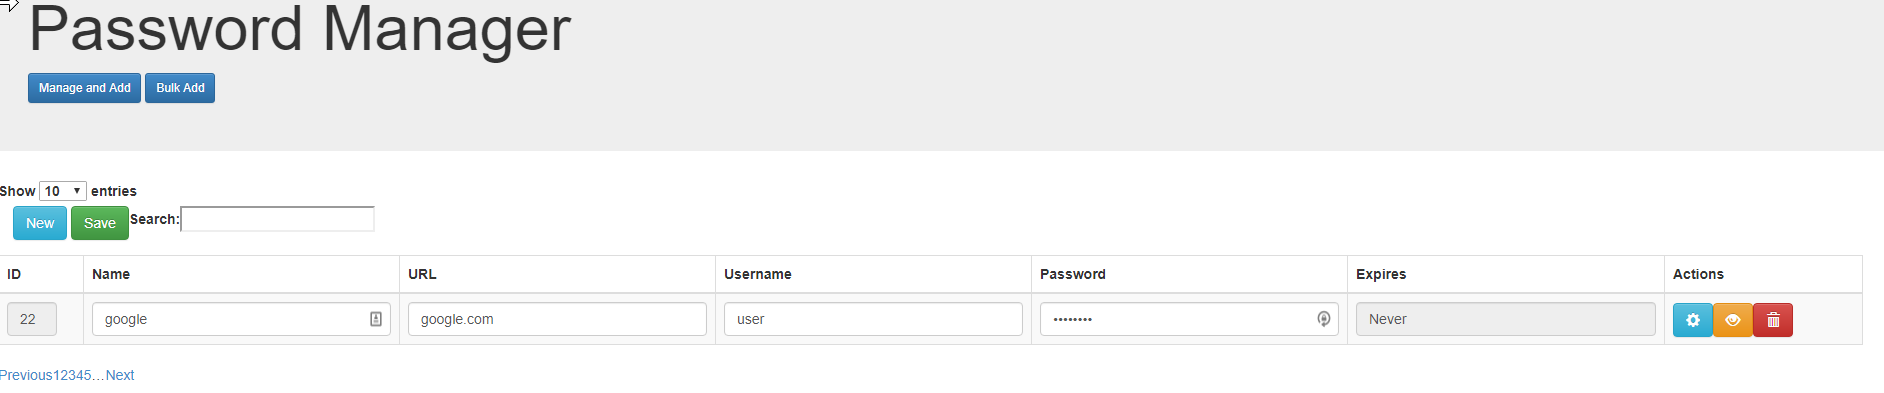 Password Manager
Manage and Add Bulk Add
Show 10 entries
New Save Search:
ID Name URL Username Password Expires Actions
22 google google.com user •••••••• Never
Previous12345…Next